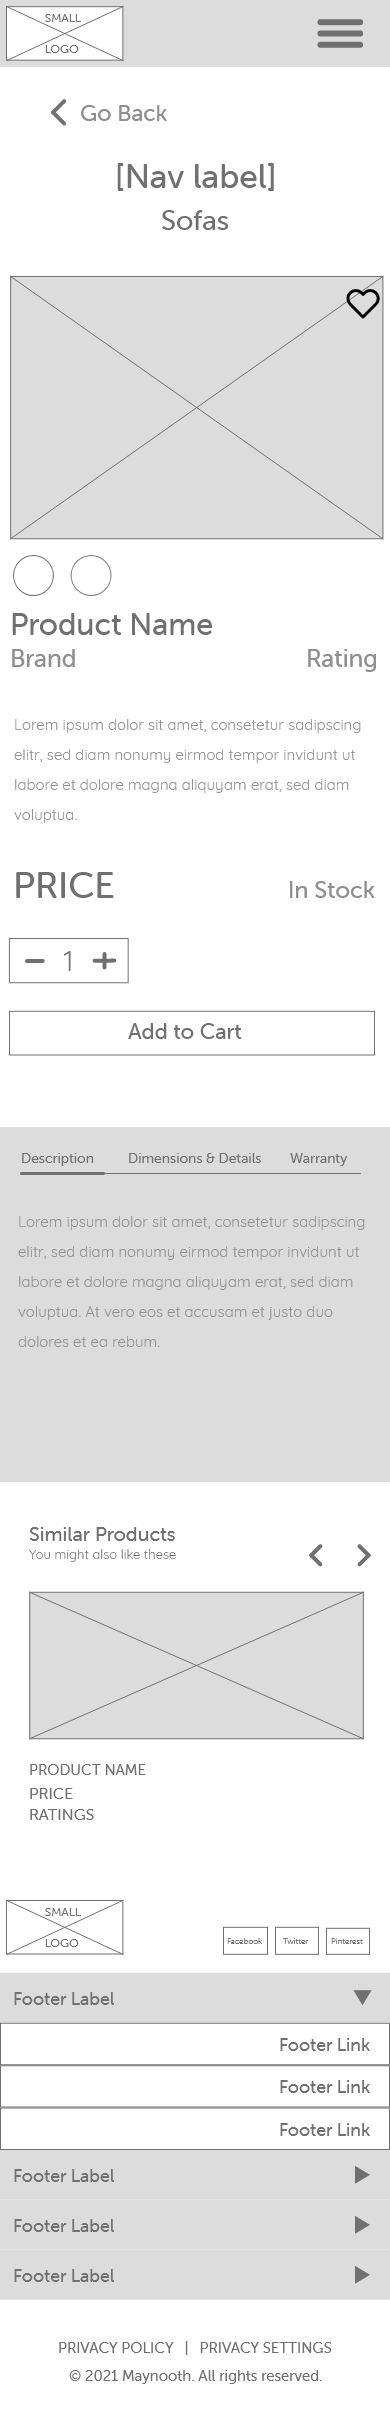 SMALL
LOGO
Go Back
[Nav label]
Sofas
Product Name
Brand Rating
Lorem ipsum dolor sit amet, consetetur sadipscing
elitr, sed diam nonumy eirmod tempor invidunt ut
labore et dolore magna aliquyam erat, sed diam
voluptua.
PRICE In Stock
1
Add to Cart
Description Dimensions & Details Warranty
Lorem ipsum dolor sit amet, consetetur sadipscing
elitr, sed diam nonumy eirmod tempor invidunt ut
labore et dolore magna aliquyam erat, sed diam
voluptua. At vero eos et accusam et justo duo
dolores et ea rebum.
Similar Products
You might also like these
PRODUCT NAME
PRICE
RATINGS
SMALL
LOGO
Facebook Twitter Pinterest
Footer Label
Footer Link
Footer Link
Footer Link
Footer Label
Footer Label
Footer Label
PRIVACY POLICY | PRIVACY SETTINGS
© 2021 Maynooth. All rights reserved.